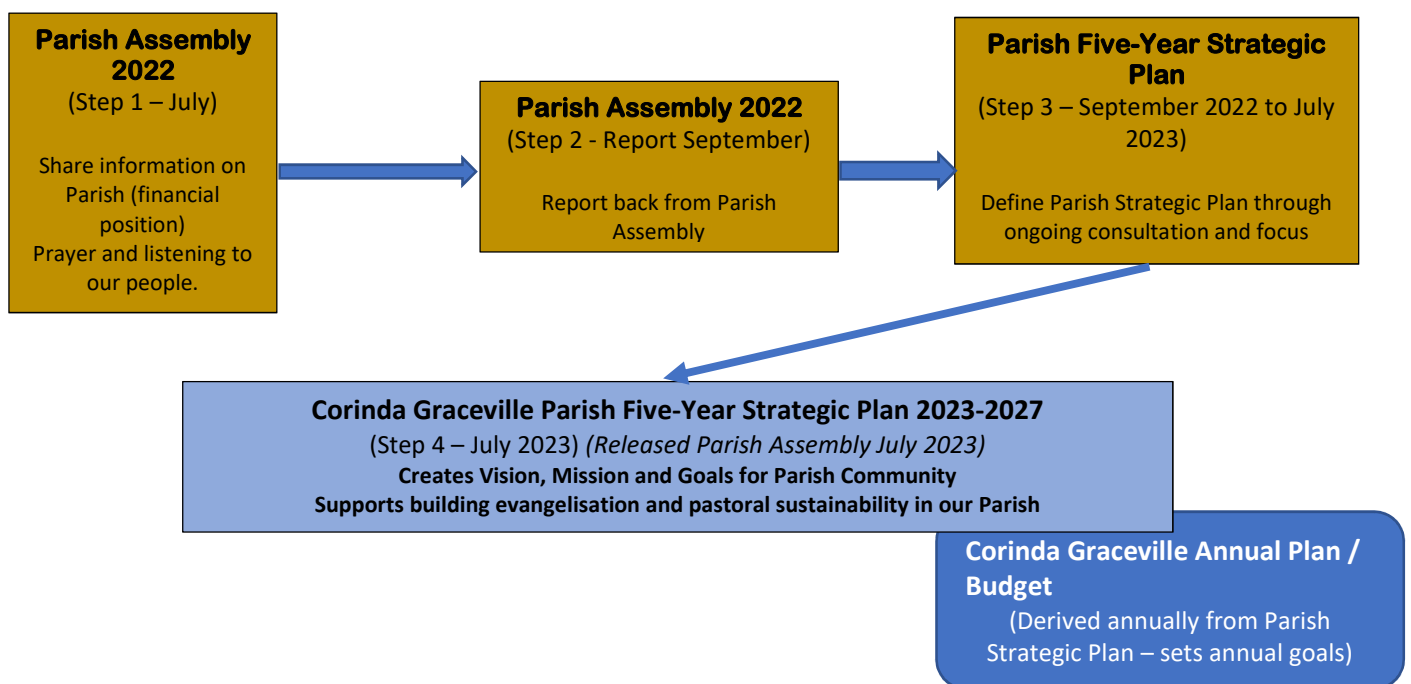 Parish Assembly
2022
(Step 1 – July)
Share information on
Parish (financial
position)
Prayer and listening to
our people.
Parish Assembly 2022
(Step 2 - Report September)
Report back from Parish
Assembly
Parish Five-Year Strategic
Plan
(Step 3 – September 2022 to July
2023)
Define Parish Strategic Plan through
ongoing consultation and focus
Corinda Graceville Parish Five-Year Strategic Plan 2023-2027
(Step 4 – July 2023) (Released Parish Assembly July 2023)
Creates Vision, Mission and Goals for Parish Community
Supports building evangelisation and pastoral sustainability in our Parish
Corinda Graceville Annual Plan /
Budget
(Derived annually from Parish
Strategic Plan – sets annual goals)